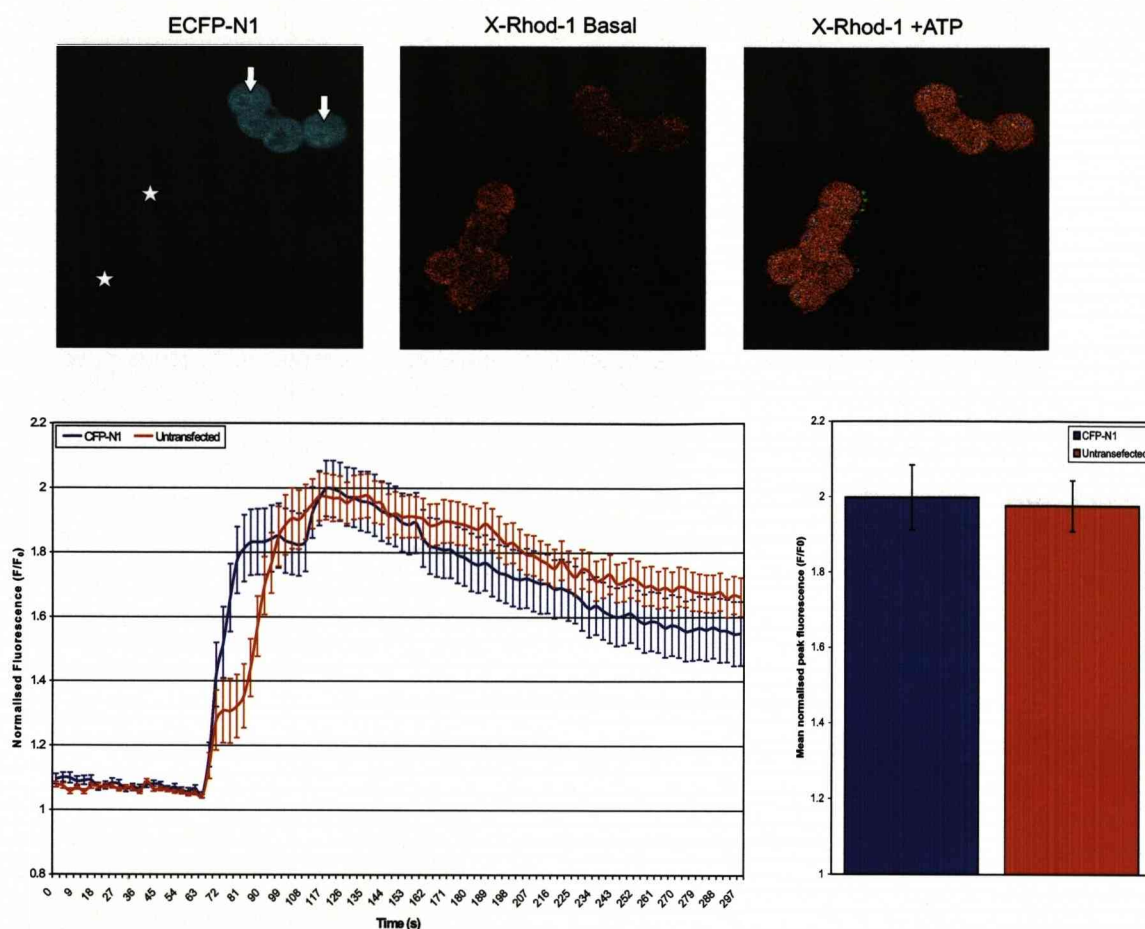 ECFP-N1
X-Rhod-1 Basal
X-Rhod-1 +ATP
Normalised Fluorescence (F/F₀)
2.2
2
1.8
1.6
1.4
1.2
1
0.8
CFP-N1 Untransfected
0 9 18 27 36 45 54 63 72 81 90 99 108 117 126 135 144 153 162 171 180 189 198 207 216 225 234 243 252 261 270 279 288 297
Time (s)
Mean normalised peak fluorescence (F/F0)
2.2
2
1.8
1.6
1.4
1.2
1
CFP-N1
Untransefected